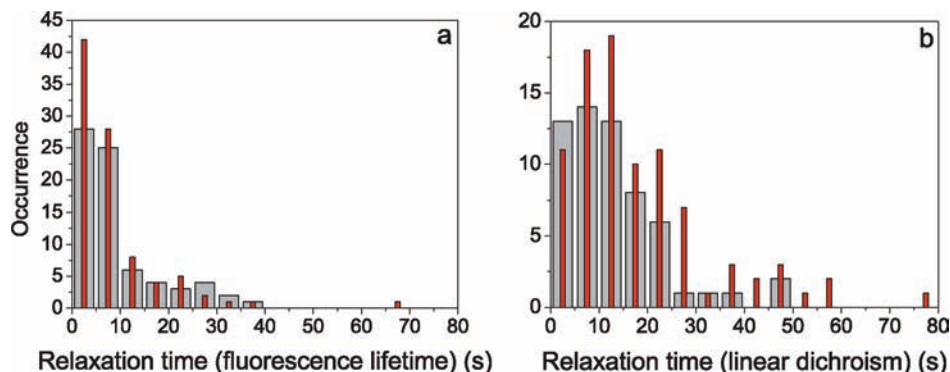 45
40
35
30
25
20
15
10
5
0
Occurrence
a
0 10 20 30 40 50 60 70 80
Relaxation time (fluorescence lifetime) (s)
20
15
10
5
0
b
0 10 20 30 40 50 60 70 80
Relaxation time (linear dichroism) (s)